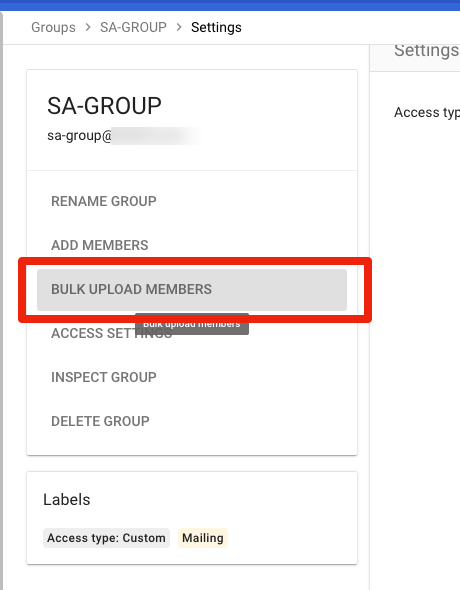 Groups > SA-GROUP > Settings
Settings
SA-GROUP
sa-group@
Access typ
RENAME GROUP
ADD MEMBERS
BULK UPLOAD MEMBERS
Bulk upload members
ACCESS SETTINGS
INSPECT GROUP
DELETE GROUP
Labels
Access type: Custom Mailing